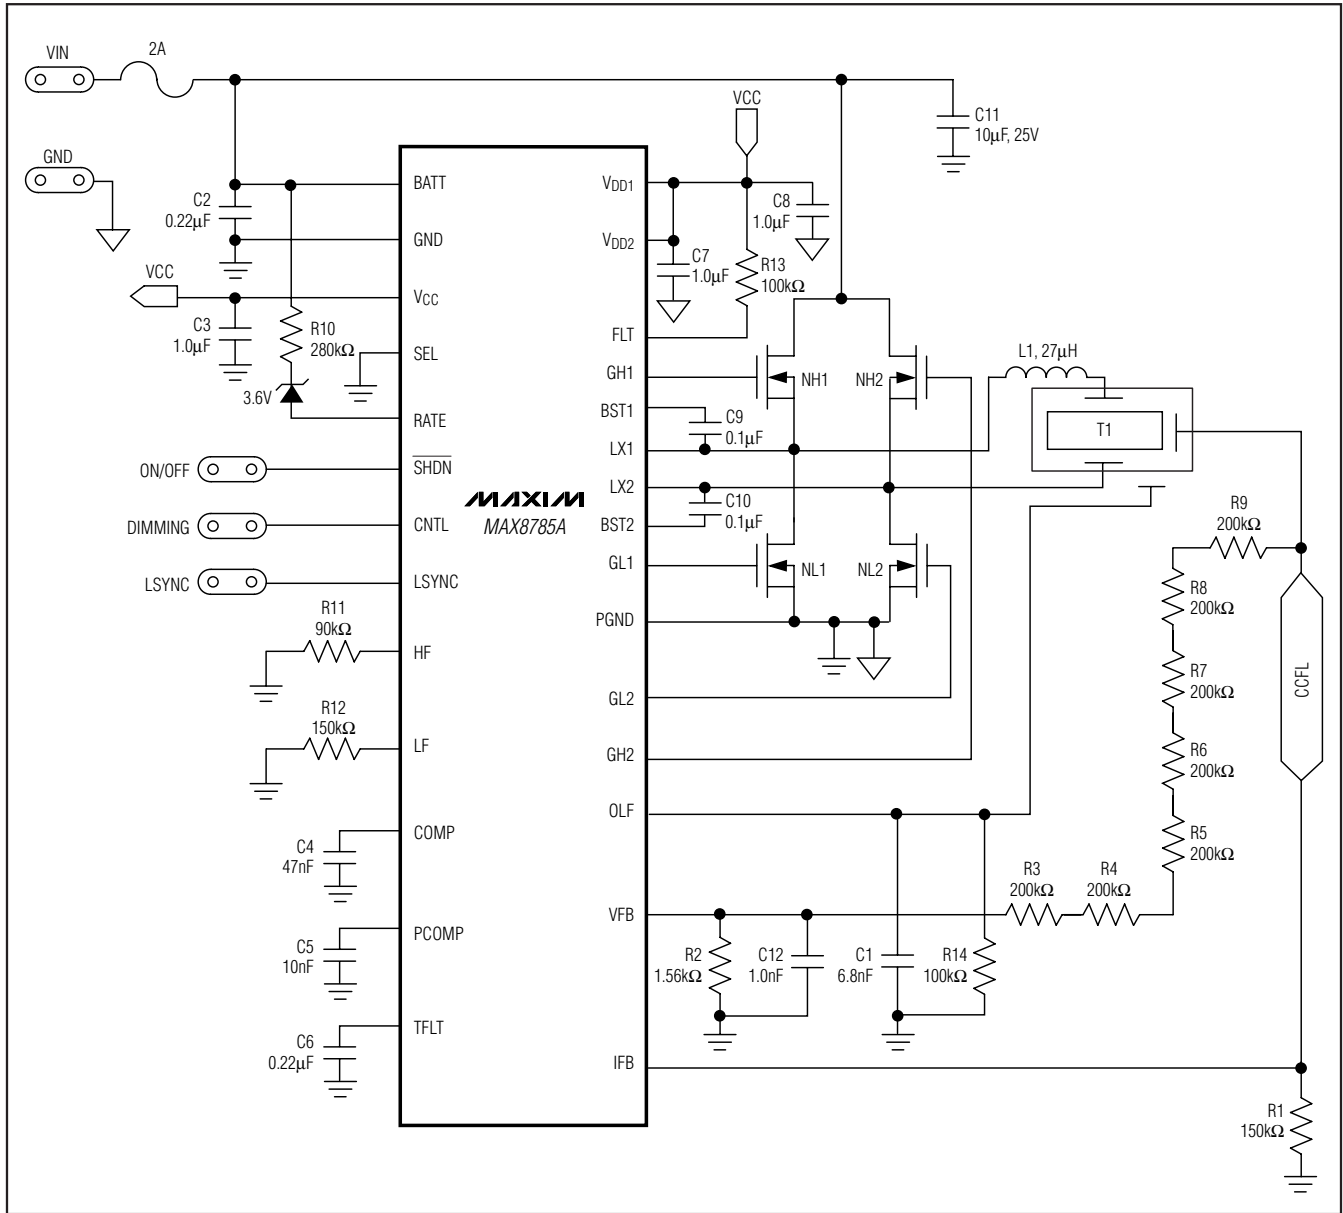 VIN
2A
GND
C2
0.22μF
VCC
C3
1.0μF
R10
280kΩ
3.6V
ON/OFF
DIMMING
LSYNC
R11
90kΩ
R12
150kΩ
C4
47nF
C5
10nF
C6
0.22μF
BATT
GND
VCC
SEL
RATE
SHDN
CNTL
LSYNC
HF
LF
COMP
PCOMP
TFLT
MAXIM
MAX8785A
VDD1
VDD2
FLT
GH1
BST1
LX1
LX2
BST2
GL1
PGND
GL2
GH2
OLF
VFB
IFB
VCC
C8
1.0μF
C7
1.0μF
R13
100kΩ
C11
10μF, 25V
NH1
NH2
C9
0.1μF
C10
0.1μF
NL1
NL2
L1, 27μH
T1
R9
200kΩ
R8
200kΩ
R7
200kΩ
R6
200kΩ
R5
200kΩ
CCFL
R3
200kΩ
R4
200kΩ
R2
1.56kΩ
C12
1.0nF
C1
6.8nF
R14
100kΩ
R1
150kΩ